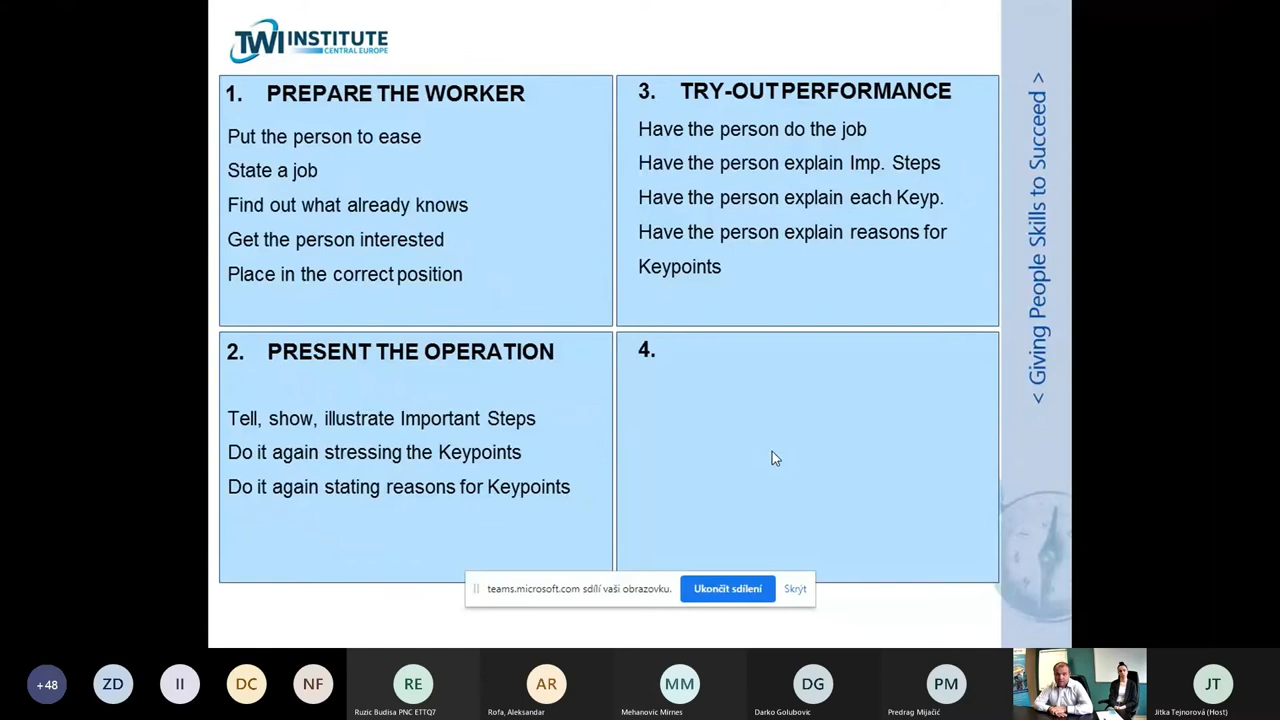 TWI INSTITUTE
CENTRAL EUROPE
1. PREPARE THE WORKER
Put the person to ease
State a job
Find out what already knows
Get the person interested
Place in the correct position
3. TRY-OUT PERFORMANCE
Have the person do the job
Have the person explain Imp. Steps
Have the person explain each Keyp.
Have the person explain reasons for
Keypoints
2. PRESENT THE OPERATION
Tell, show, illustrate Important Steps
Do it again stressing the Keypoints
Do it again stating reasons for Keypoints
4.
< Giving People Skills to Succeed >
teams.microsoft.com sdílí vaši obrazovku.
Ukončit sdílení
Skrýt
+48
ZD
II
DC
NF
RE
Ruzic Budisa PNC ETTQ7
AR
Rofa, Aleksandar
MM
Mehanovic Mirnes
DG
Darko Golubovic
PM
Predrag Mijačić
JT
Jitka Tejnorová (Host)